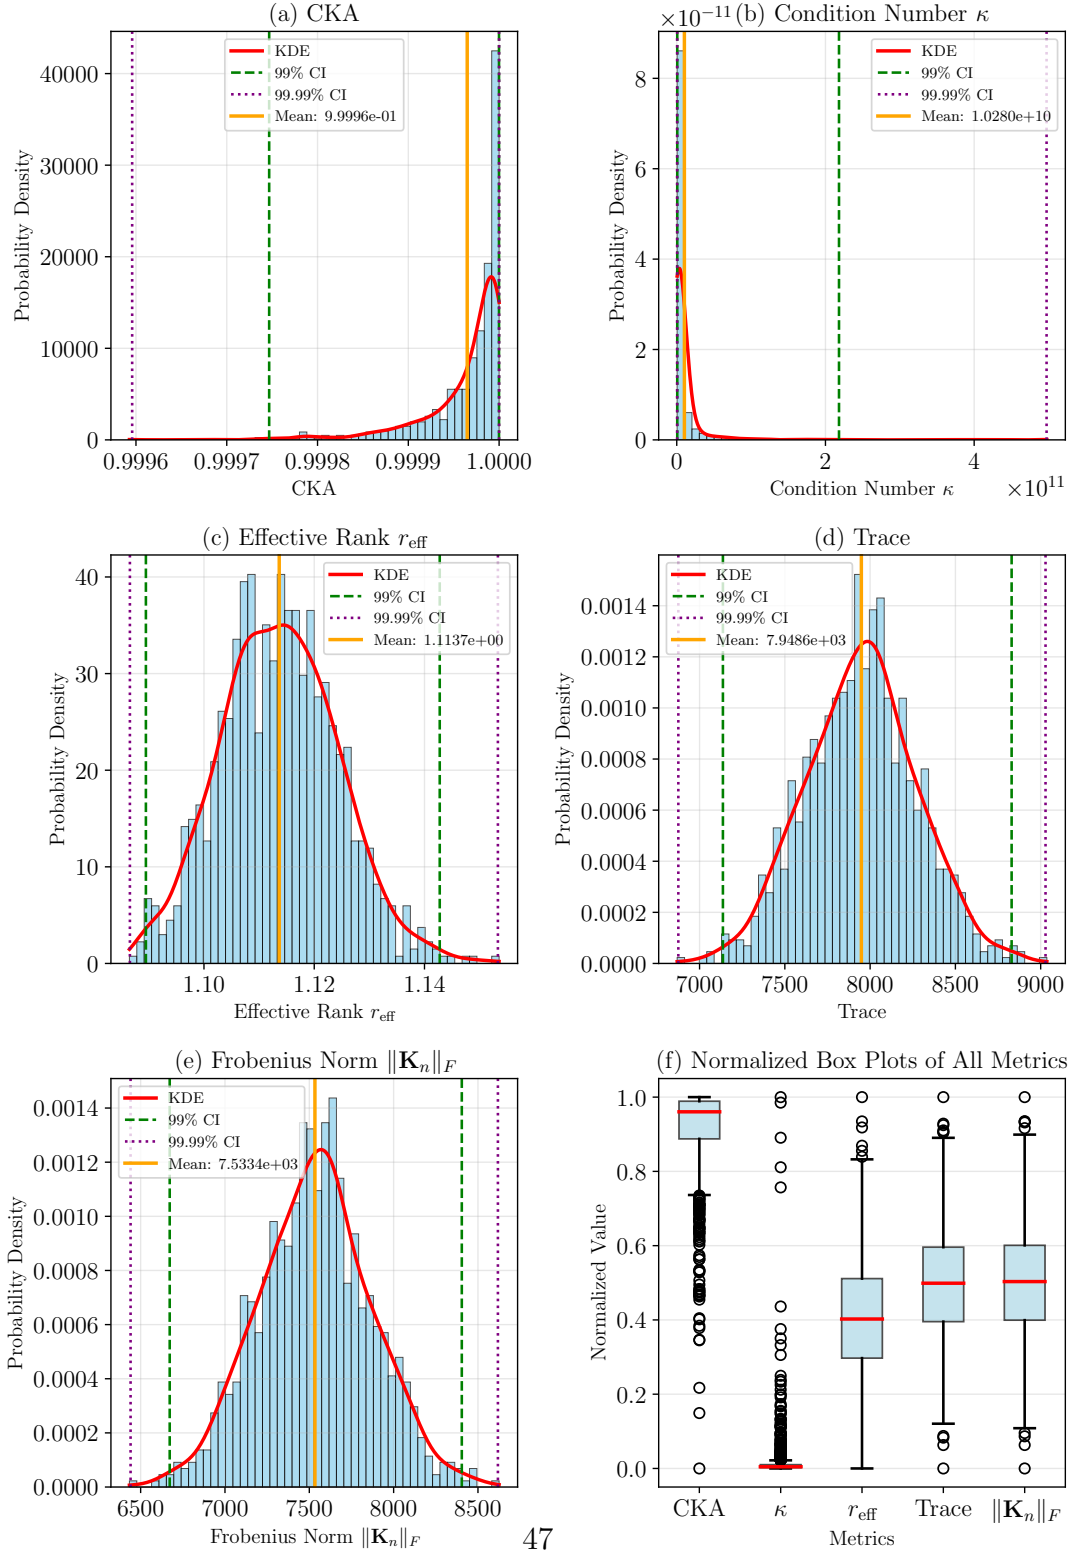 (a) CKA
KDE
99% CI
99.99% CI
Mean: 9.9996e-01
40000
30000
20000
10000
0
Probability Density
0.9996 0.9997 0.9998 0.9999 1.0000
CKA
×10⁻¹¹
(b) Condition Number κ
KDE
99% CI
99.99% CI
Mean: 1.0280e+10
8
6
4
2
0
Probability Density
0 2 4
×10¹¹
Condition Number κ
(c) Effective Rank r_eff
KDE
99% CI
99.99% CI
Mean: 1.1137e+00
40
30
20
10
0
Probability Density
1.10 1.12 1.14
Effective Rank r_eff
(d) Trace
KDE
99% CI
99.99% CI
Mean: 7.9486e+03
0.0014
0.0012
0.0010
0.0008
0.0006
0.0004
0.0002
0.0000
Probability Density
7000 7500 8000 8500 9000
Trace
(e) Frobenius Norm ‖K_n‖_F
KDE
99% CI
99.99% CI
Mean: 7.5334e+03
0.0014
0.0012
0.0010
0.0008
0.0006
0.0004
0.0002
0.0000
Probability Density
6500 7000 7500 8000 8500
Frobenius Norm ‖K_n‖_F
(f) Normalized Box Plots of All Metrics
1.0
0.8
0.6
0.4
0.2
0.0
Normalized Value
CKA κ r_eff Trace ‖K_n‖_F
Metrics
47